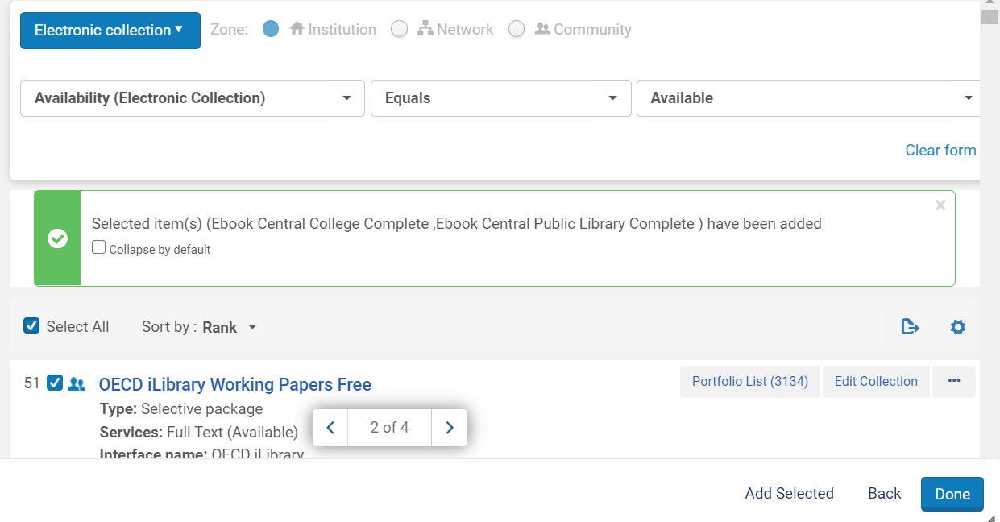 Electronic collection ▼ Zone: Institution Network Community
Availability (Electronic Collection) Equals Available
Clear form
Selected item(s) (Ebook Central College Complete ,Ebook Central Public Library Complete ) have been added
Collapse by default
Select All Sort by : Rank
51 OECD iLibrary Working Papers Free Portfolio List (3134) Edit Collection ...
Type: Selective package
Services: Full Text (Available)
2 of 4
Interface name: OECD iLibrary
Add Selected Back Done